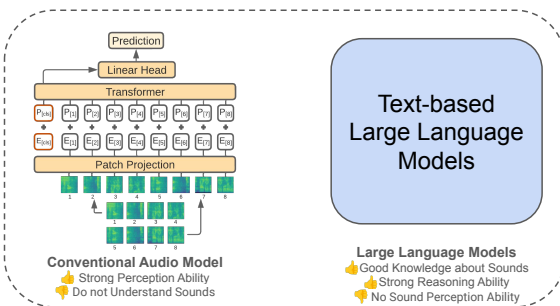 Prediction
Linear Head
Transformer
P[cls] P[1] P[2] P[3] P[4] P[5] P[6] P[7] P[8]
E[cls] E[1] E[2] E[3] E[4] E[5] E[6] E[7] E[8]
Patch Projection
1 2 3 4 5 6 7 8
1 2 3 4
5 6 7 8
Conventional Audio Model
👍 Strong Perception Ability
👎 Do not Understand Sounds
Text-based
Large Language
Models
Large Language Models
👍Good Knowledge about Sounds
👍Strong Reasoning Ability
👎No Sound Perception Ability